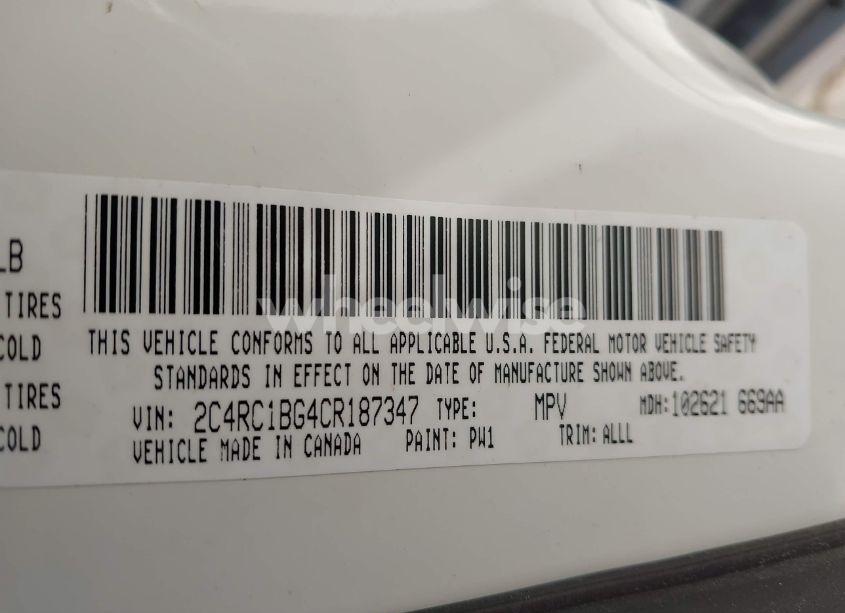 LB
TIRES
COLD
TIRES
COLD
wheelwise
THIS VEHICLE CONFORMS TO ALL APPLICABLE U.S.A. FEDERAL MOTOR VEHICLE SAFETY
STANDARDS IN EFFECT ON THE DATE OF MANUFACTURE SHOWN ABOVE.
VIN: 2C4RC1BG4CR187347 TYPE: MPV MDH:102621 669AA
VEHICLE MADE IN CANADA PAINT: PW1 TRIM: ALLL